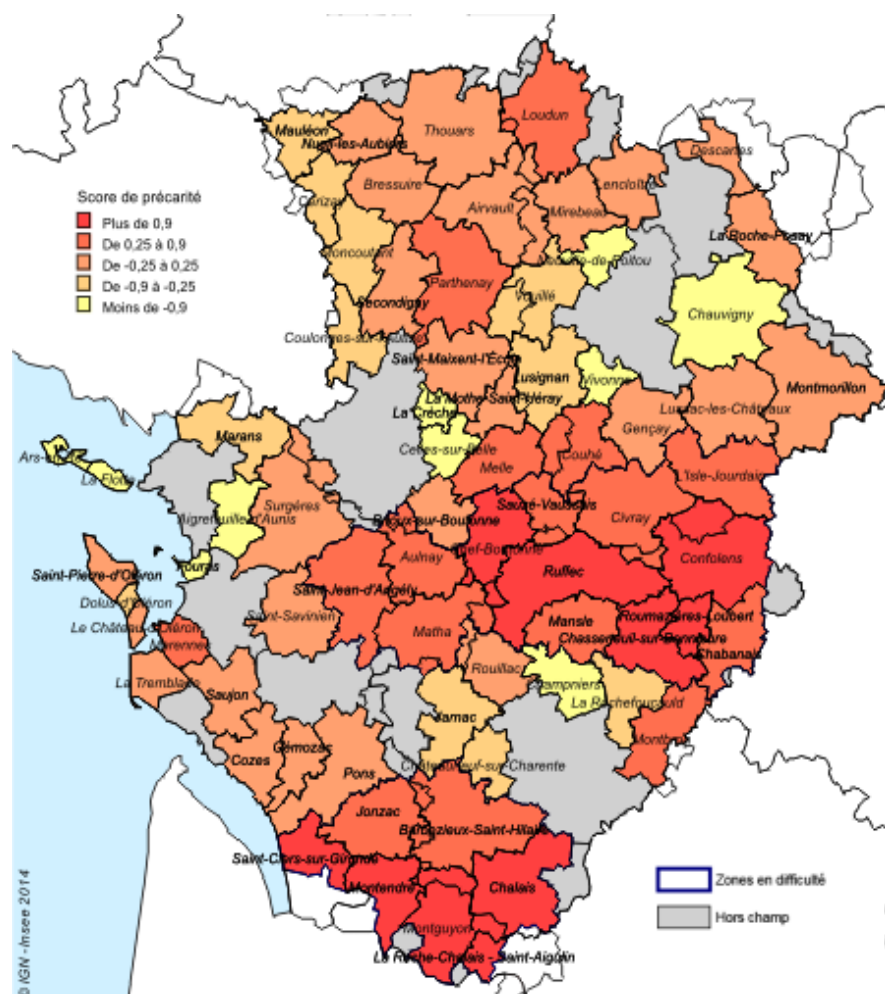 Score de précarité
Plus de 0,9
De 0,25 à 0,9
De -0,25 à 0,25
De -0,9 à -0,25
Moins de -0,9
Loudun
Mauléon
Thouars
Nueil-les-Aubiers
Descartes
Bressuire
Lencloître
Cerizay
Airvault
Mirebeau
La Roche-Posay
Moncoutant
Neuville-de-Poitou
Parthenay
Vouillé
Secondigny
Chauvigny
Coulonges-sur-l'Autize
Saint-Maixent-l'École
Lusignan
Vivonne
Montmorillon
La Mothe-Saint-Héray
La Crèche
Lussac-les-Châteaux
Gençay
Marans
Celles-sur-Belle
Couhé
Ars-en-Ré
Melle
L'Isle-Jourdain
La Flotte
Surgères
Sauzé-Vaussais
Civray
Aigrefeuille-d'Aunis
Brioux-sur-Boutonne
Chef-Boutonne
Aulnay
Confolens
Fouras
Ruffec
Saint-Pierre-d'Oléron
Saint-Jean-d'Angély
Dolus-d'Oléron
Saint-Savinien
Mansle
Roumazières-Loubert
Le Château-d'Oléron
Matha
Chasseneuil-sur-Bonnieure
Marennes
Chabanais
Rouillac
La Tremblade
Champniers
Saujon
La Rochefoucauld
Jarnac
Montbron
Gémozac
Cozes
Châteauneuf-sur-Charente
Pons
Jonzac
Barbezieux-Saint-Hilaire
Saint-Ciers-sur-Gironde
Montendre
Chalais
Montguyon
La Roche-Chalais - Saint-Aigulin
Zones en difficulté
Hors champ
IGN - Insee 2014